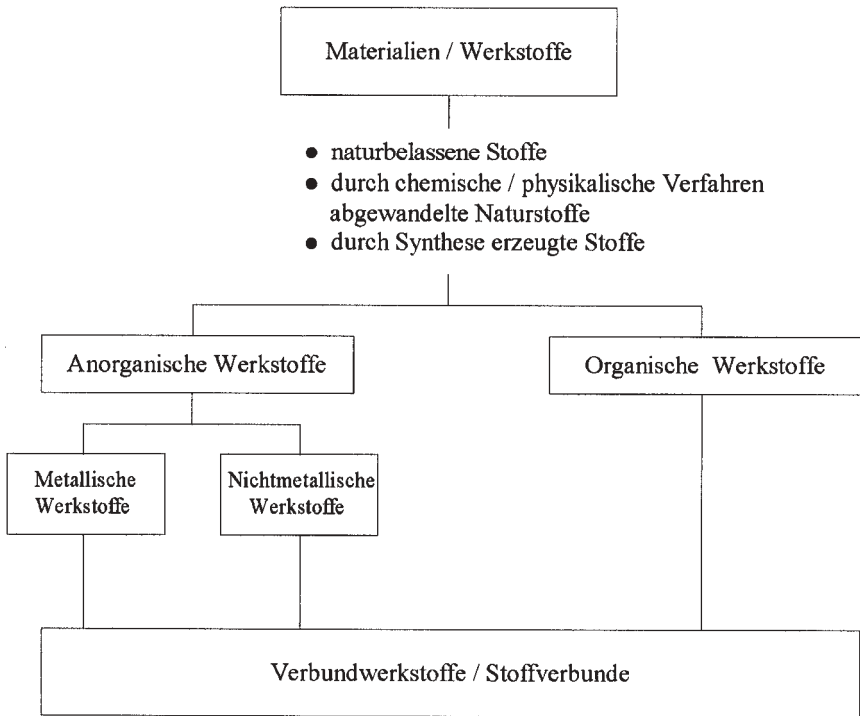 Materialien / Werkstoffe
● naturbelassene Stoffe
● durch chemische / physikalische Verfahren
abgewandelte Naturstoffe
● durch Synthese erzeugte Stoffe
Anorganische Werkstoffe
Organische Werkstoffe
Metallische
Werkstoffe
Nichtmetallische
Werkstoffe
Verbundwerkstoffe / Stoffverbunde